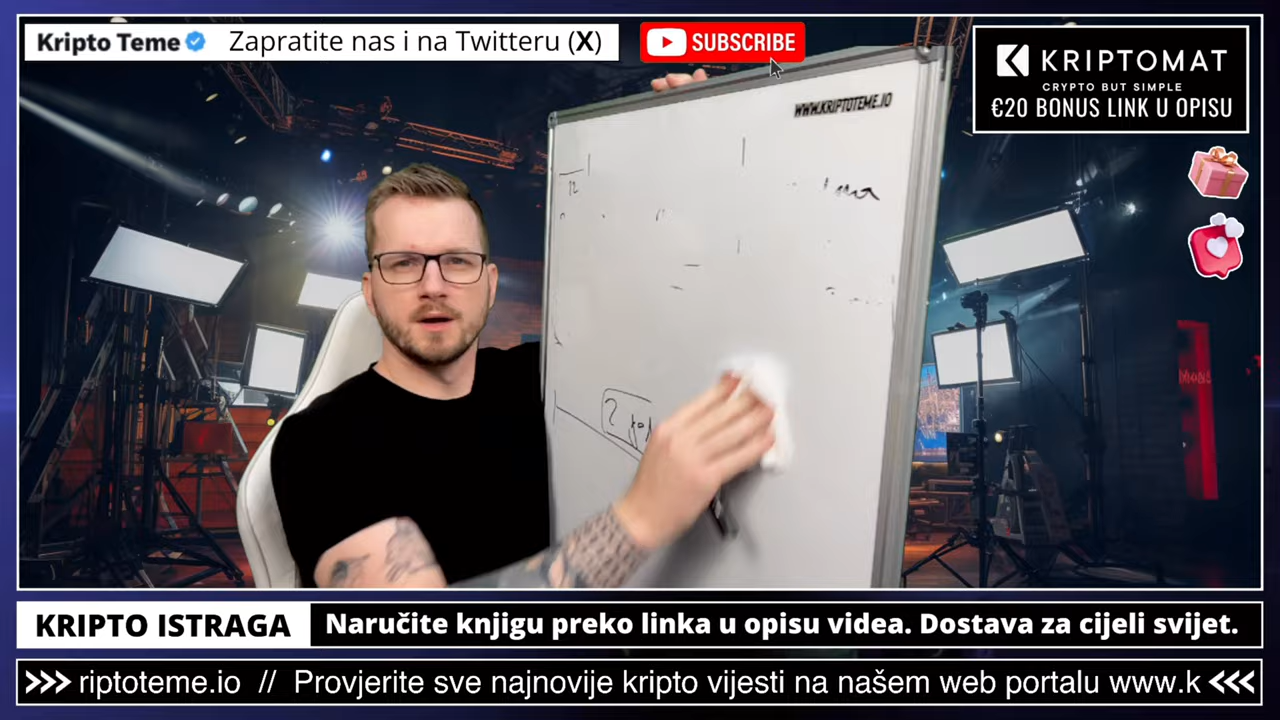 Kripto Teme
Zapratite nas i na Twitteru (X)
SUBSCRIBE
KRIPTOMAT
CRYPTO BUT SIMPLE
€20 BONUS LINK U OPISU
WWW.KRIPTOTEME.IO
12
KRIPTO ISTRAGA
Naručite knjigu preko linka u opisu videa. Dostava za cijeli svijet.
>>> riptoteme.io // Provjerite sve najnovije kripto vijesti na našem web portalu www.k <<<